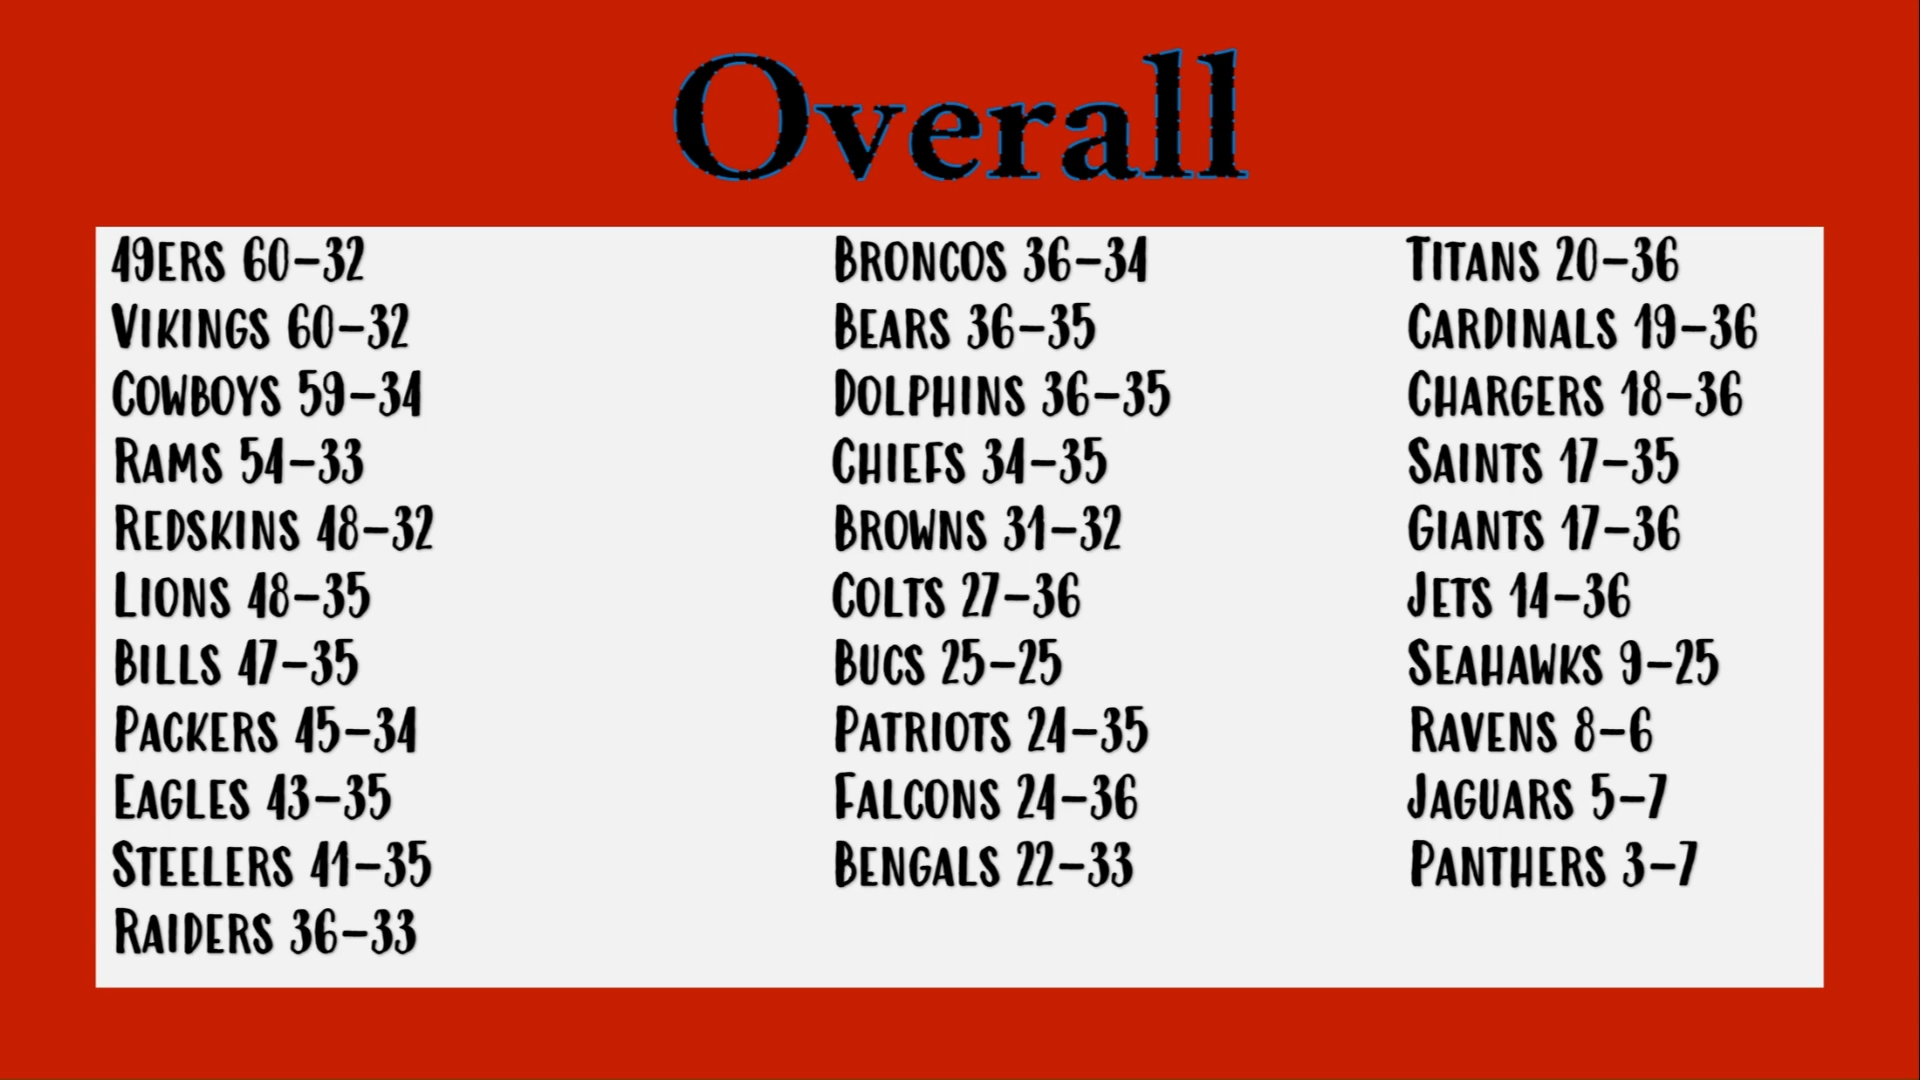 Overall
49ers 60-32
Vikings 60-32
Cowboys 59-34
Rams 54-33
Redskins 48-32
Lions 48-35
Bills 47-35
Packers 45-34
Eagles 43-35
Steelers 41-35
Raiders 36-33
Broncos 36-34
Bears 36-35
Dolphins 36-35
Chiefs 34-35
Browns 31-32
Colts 27-36
Bucs 25-25
Patriots 24-35
Falcons 24-36
Bengals 22-33
Titans 20-36
Cardinals 19-36
Chargers 18-36
Saints 17-35
Giants 17-36
Jets 14-36
Seahawks 9-25
Ravens 8-6
Jaguars 5-7
Panthers 3-7